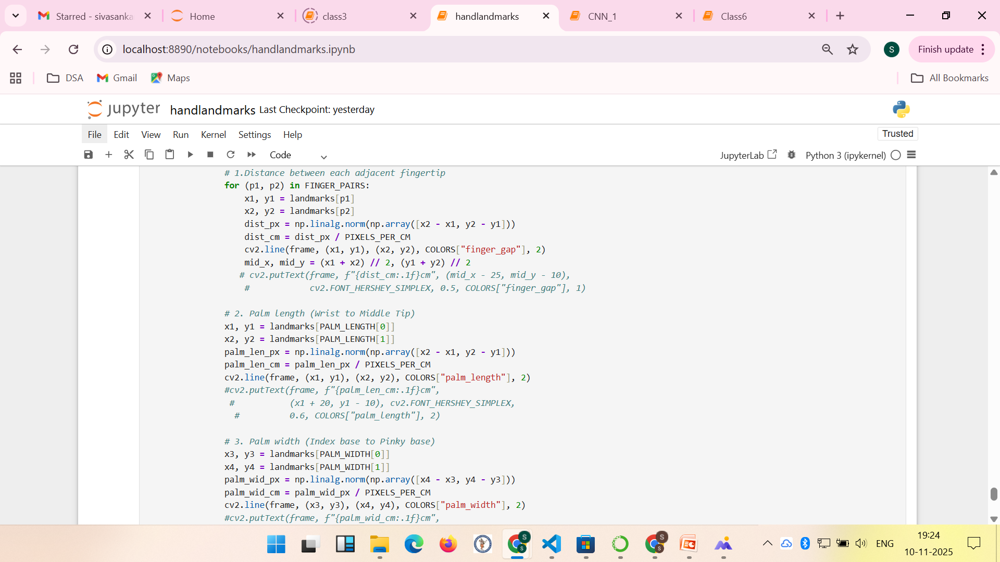 Starred - sivasanka
Home
class3
handlandmarks
CNN_1
Class6
localhost:8890/notebooks/handlandmarks.ipynb
S
Finish update
DSA
Gmail
Maps
All Bookmarks
jupyter
handlandmarks Last Checkpoint: yesterday
File Edit View Run Kernel Settings Help
Trusted
Code
JupyterLab
Python 3 (ipykernel)
# 1.Distance between each adjacent fingertip
for (p1, p2) in FINGER_PAIRS:
    x1, y1 = landmarks[p1]
    x2, y2 = landmarks[p2]
    dist_px = np.linalg.norm(np.array([x2 - x1, y2 - y1]))
    dist_cm = dist_px / PIXELS_PER_CM
    cv2.line(frame, (x1, y1), (x2, y2), COLORS["finger_gap"], 2)
    mid_x, mid_y = (x1 + x2) // 2, (y1 + y2) // 2
   # cv2.putText(frame, f"{dist_cm:.1f}cm", (mid_x - 25, mid_y - 10),
    #            cv2.FONT_HERSHEY_SIMPLEX, 0.5, COLORS["finger_gap"], 1)
# 2. Palm length (Wrist to Middle Tip)
x1, y1 = landmarks[PALM_LENGTH[0]]
x2, y2 = landmarks[PALM_LENGTH[1]]
palm_len_px = np.linalg.norm(np.array([x2 - x1, y2 - y1]))
palm_len_cm = palm_len_px / PIXELS_PER_CM
cv2.line(frame, (x1, y1), (x2, y2), COLORS["palm_length"], 2)
#cv2.putText(frame, f"{palm_len_cm:.1f}cm",
 #           (x1 + 20, y1 - 10), cv2.FONT_HERSHEY_SIMPLEX,
  #          0.6, COLORS["palm_length"], 2)
# 3. Palm width (Index base to Pinky base)
x3, y3 = landmarks[PALM_WIDTH[0]]
x4, y4 = landmarks[PALM_WIDTH[1]]
palm_wid_px = np.linalg.norm(np.array([x4 - x3, y4 - y3]))
palm_wid_cm = palm_wid_px / PIXELS_PER_CM
cv2.line(frame, (x3, y3), (x4, y4), COLORS["palm_width"], 2)
#cv2.putText(frame, f"{palm_wid_cm:.1f}cm",
S
S
S
S
ENG
19:24
10-11-2025